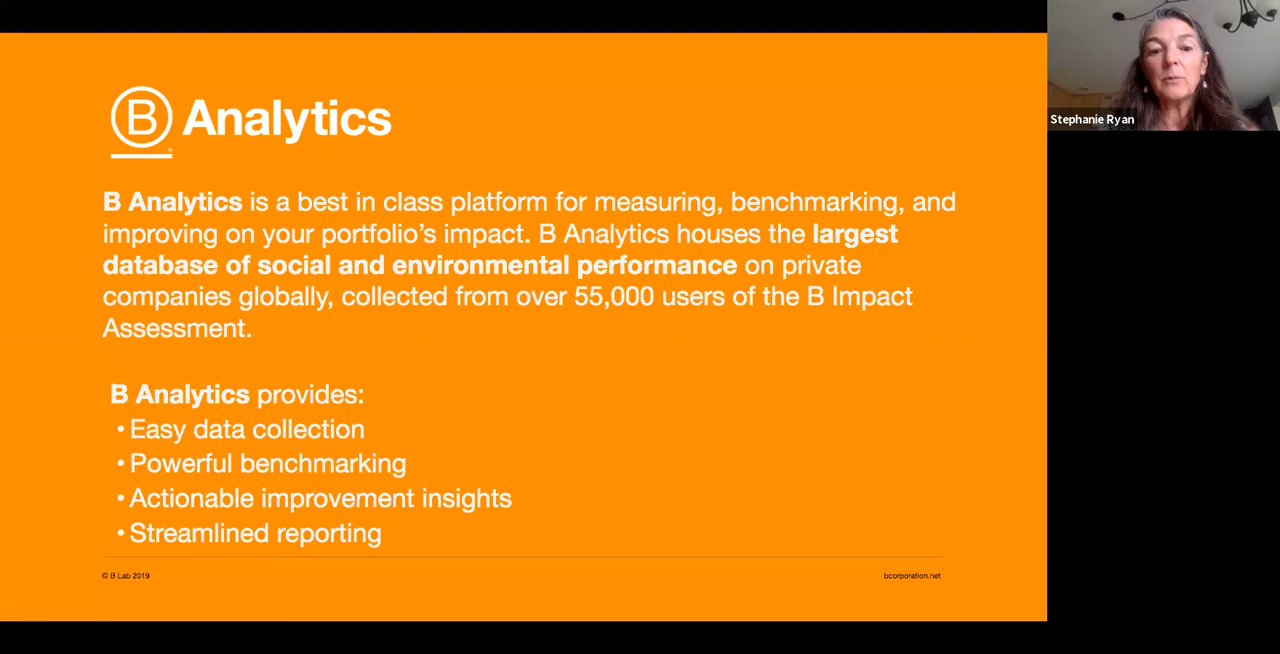 B Analytics
B Analytics is a best in class platform for measuring, benchmarking, and
improving on your portfolio’s impact. B Analytics houses the largest
database of social and environmental performance on private
companies globally, collected from over 55,000 users of the B Impact
Assessment.
B Analytics provides:
• Easy data collection
• Powerful benchmarking
• Actionable improvement insights
• Streamlined reporting
© B Lab 2019
bcorporation.net
Stephanie Ryan